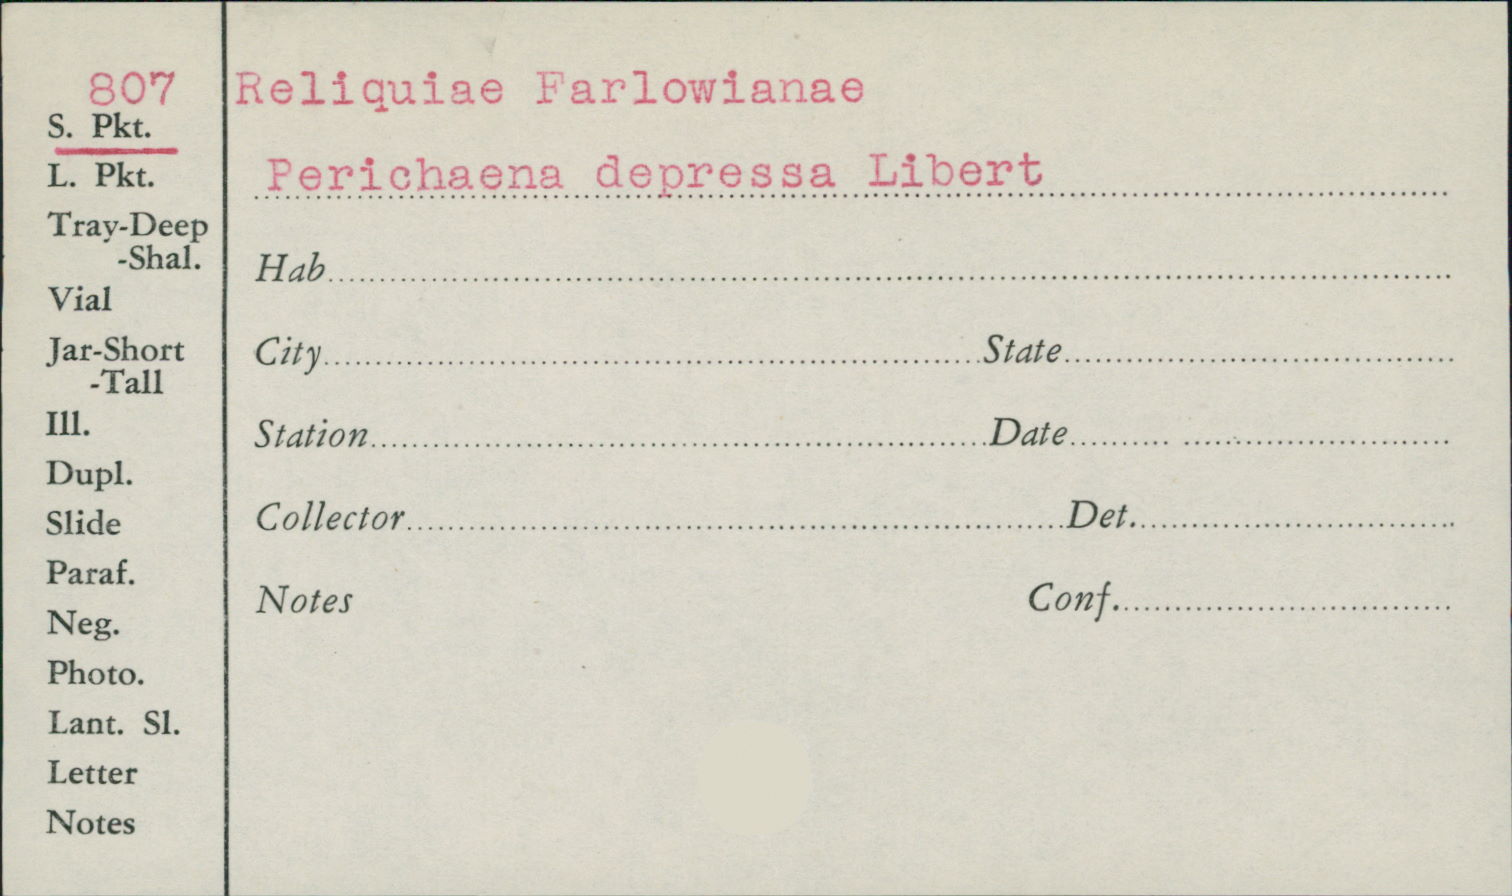 807
S. Pkt.
L. Pkt.
Tray-Deep
-Shal.
Vial
Jar-Short
-Tall
Ill.
Dupl.
Slide
Paraf.
Neg.
Photo.
Lant. Sl.
Letter
Notes
Reliquiae Farlowianae
Perichaena depressa Libert
Hab
City State
Station Date
Collector Det.
Notes Conf.